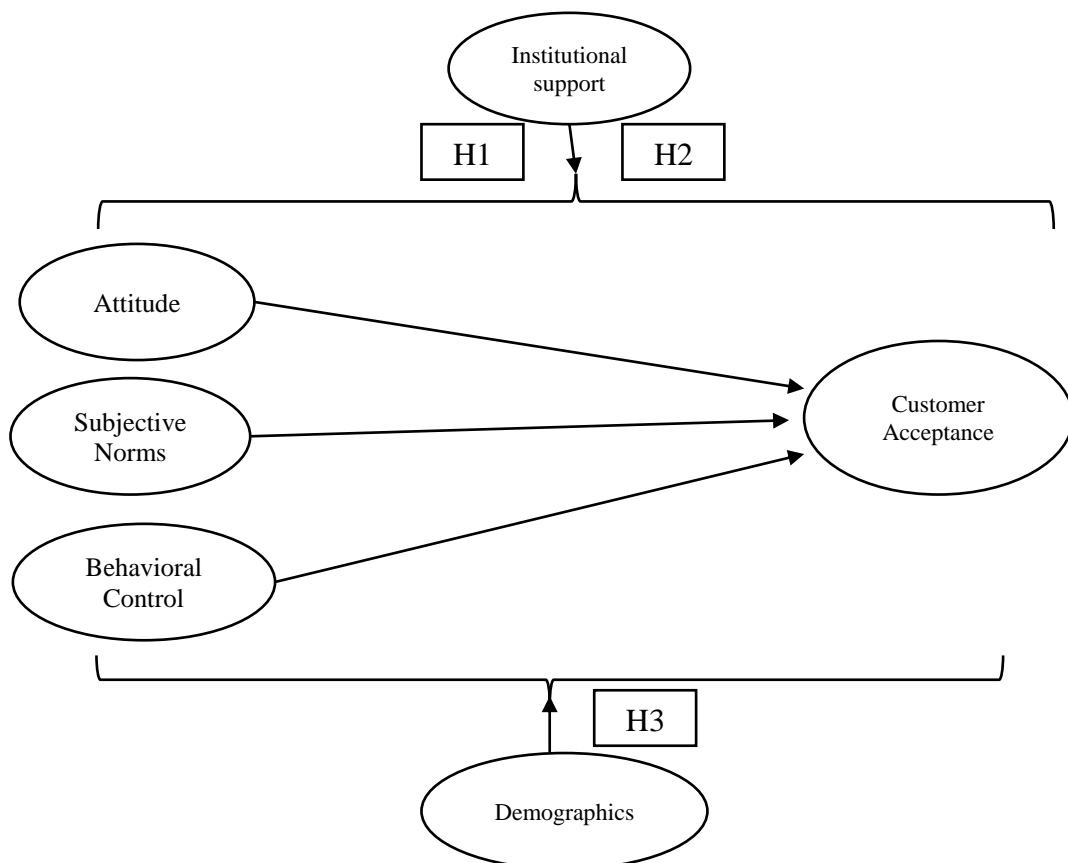 Institutional
support
H1
H2
Attitude
Subjective
Norms
Customer
Acceptance
Behavioral
Control
H3
Demographics